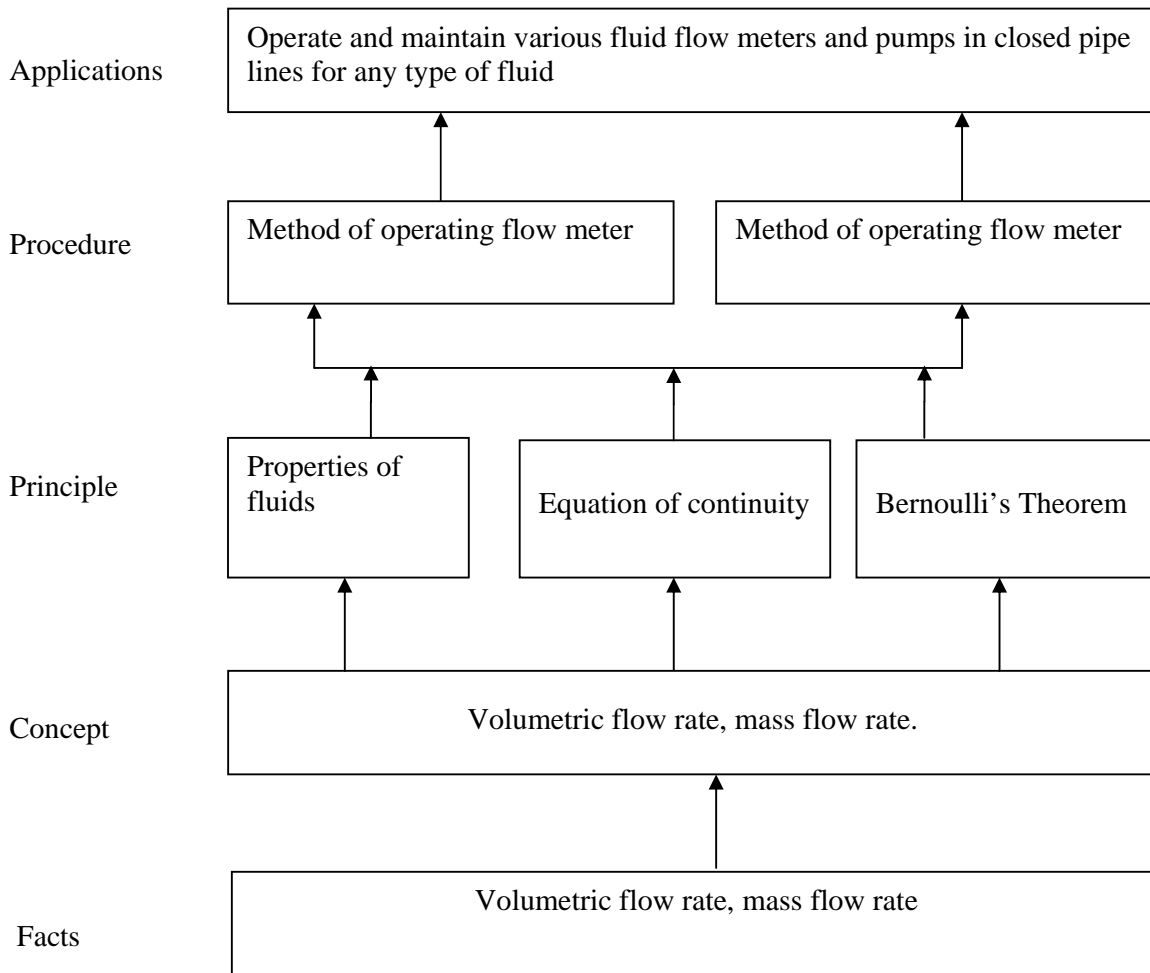 Applications
Operate and maintain various fluid flow meters and pumps in closed pipe
lines for any type of fluid
Procedure
Method of operating flow meter
Method of operating flow meter
Principle
Properties of
fluids
Equation of continuity
Bernoulli’s Theorem
Concept
Volumetric flow rate, mass flow rate.
Facts
Volumetric flow rate, mass flow rate